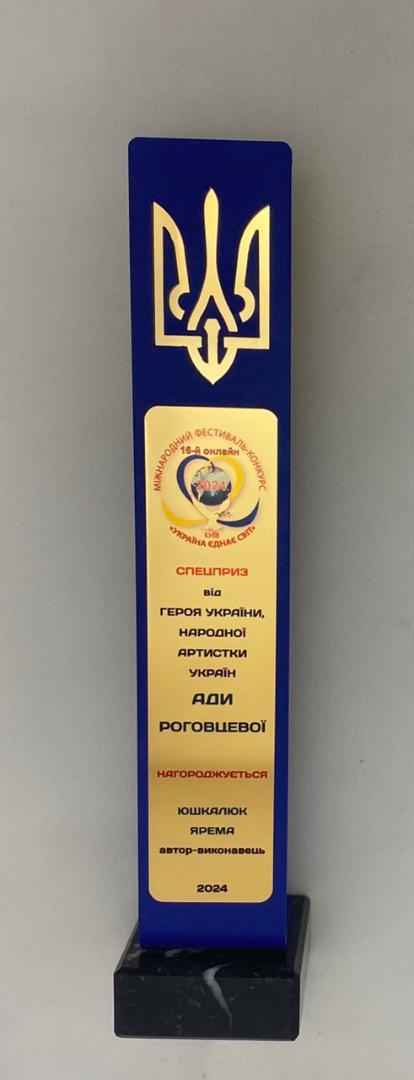 МІЖНАРОДНИЙ ФЕСТИВАЛЬ-КОНКУРС
16-й онлайн
2024
КИЇВ
"УКРАЇНА ЄДНАЄ СВІТ"
СПЕЦПРИЗ
від
ГЕРОЯ УКРАЇНИ,
НАРОДНОЇ
АРТИСТКИ
УКРАЇН
АДИ
РОГОВЦЕВОЇ
НАГОРОДЖУЄТЬСЯ
ЮШКАЛЮК
ЯРЕМА
автор-виконавець
2024